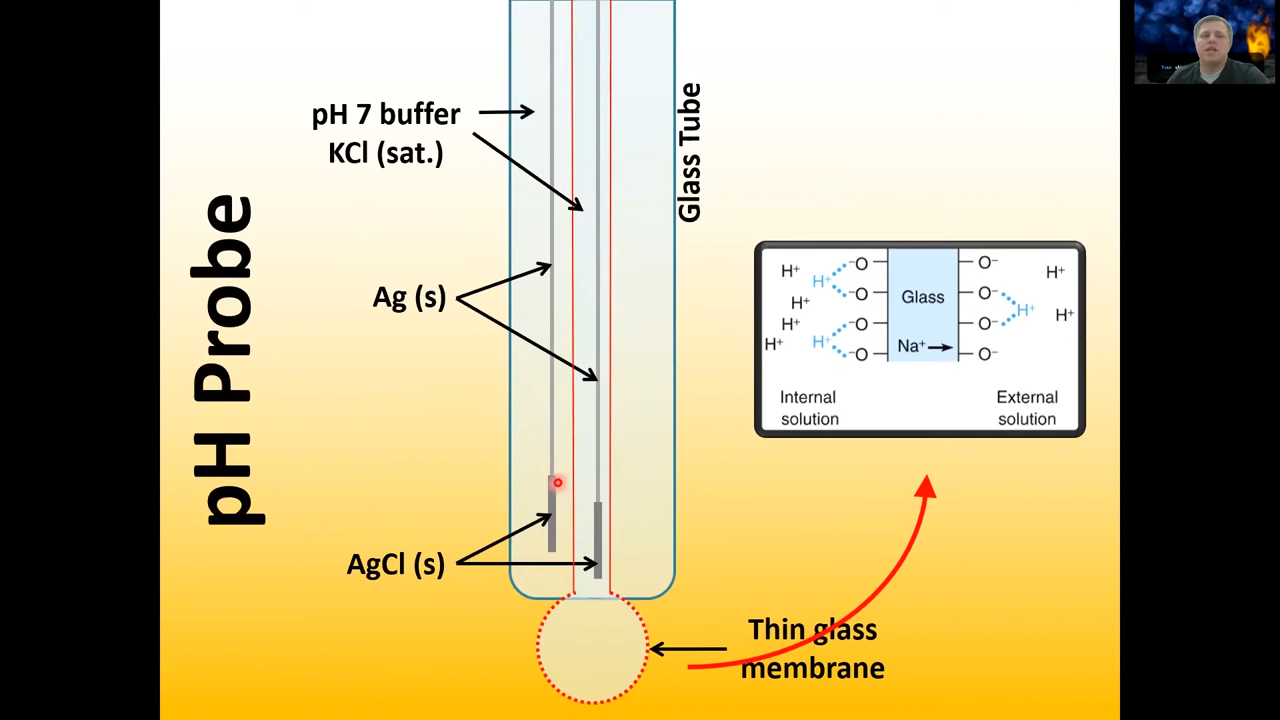 pH Probe
pH 7 buffer
KCl (sat.)
Ag (s)
AgCl (s)
Glass Tube
Thin glass
membrane
H⁺ H⁺ ⁻O O⁻ H⁺
⁻O Glass O⁻
H⁺ H⁺
H⁺ ⁻O O⁻ H⁺
H⁺ H⁺ ⁻O Na⁺ O⁻
Internal
solution
External
solution